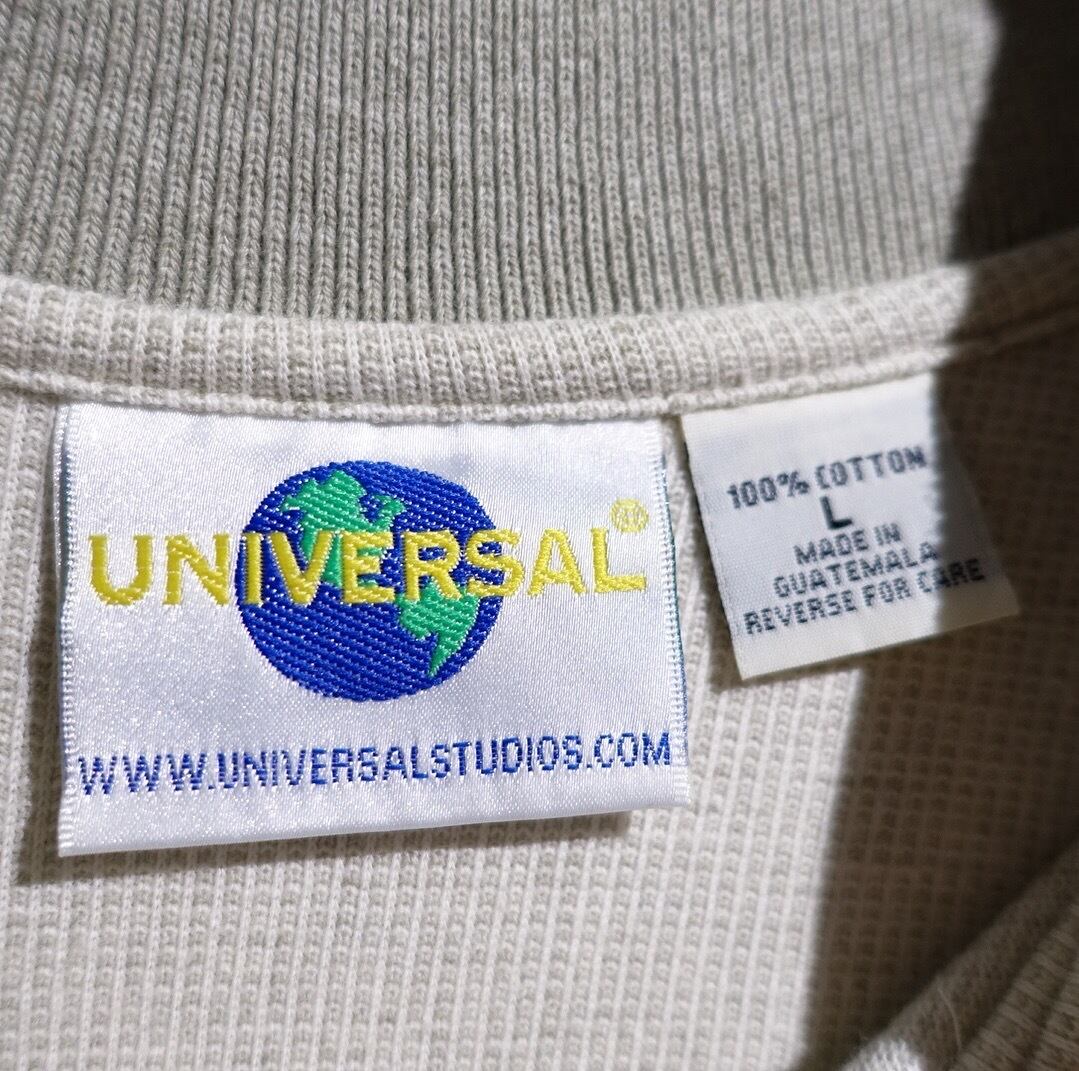 UNIVERSAL®
WWW.UNIVERSALSTUDIOS.COM
100% COTTON
L
MADE IN
GUATEMALA
REVERSE FOR CARE